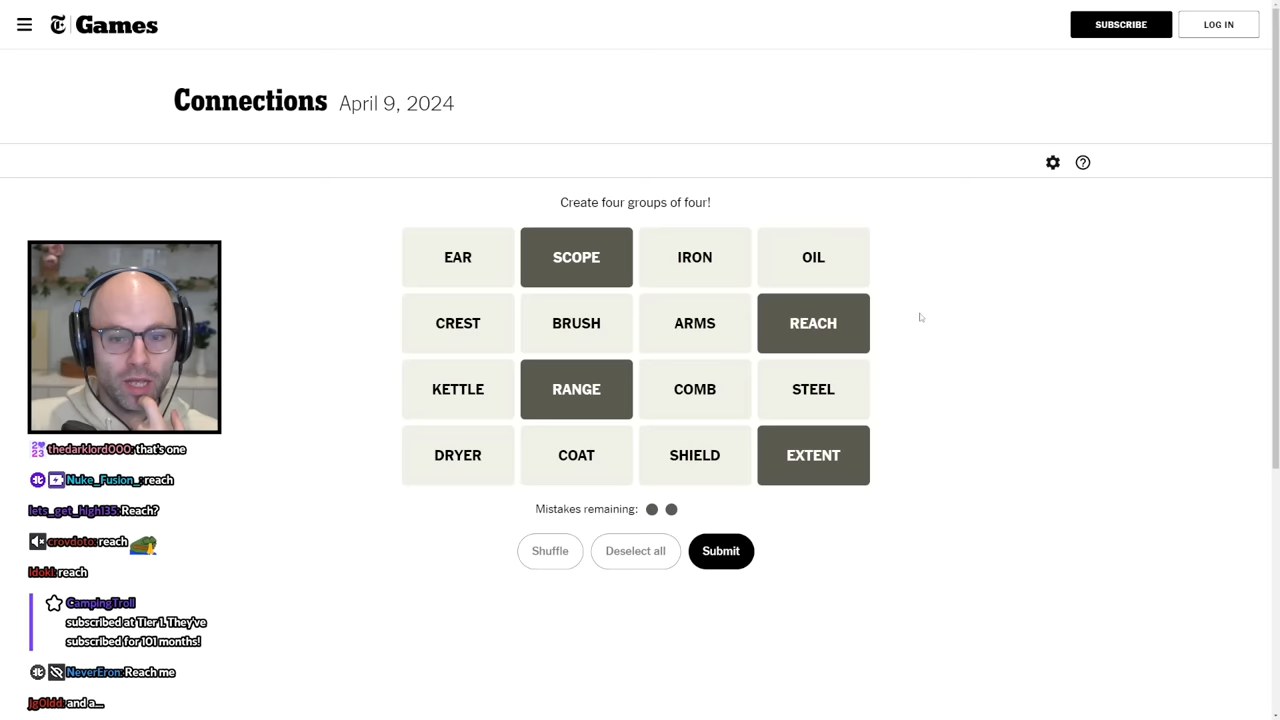 Games
SUBSCRIBE
LOG IN
Connections April 9, 2024
Create four groups of four!
EAR SCOPE IRON OIL
CREST BRUSH ARMS REACH
KETTLE RANGE COMB STEEL
DRYER COAT SHIELD EXTENT
Mistakes remaining:
Shuffle Deselect all Submit
thedarklord000: that's one
Nuke_Fusion_: reach
lets_get_high135: Reach?
crovdoto: reach
ldoki: reach
CampingTroll
subscribed at Tier 1. They've
subscribed for 101 months!
NeverEron: Reach me
jg0ldd: and a...